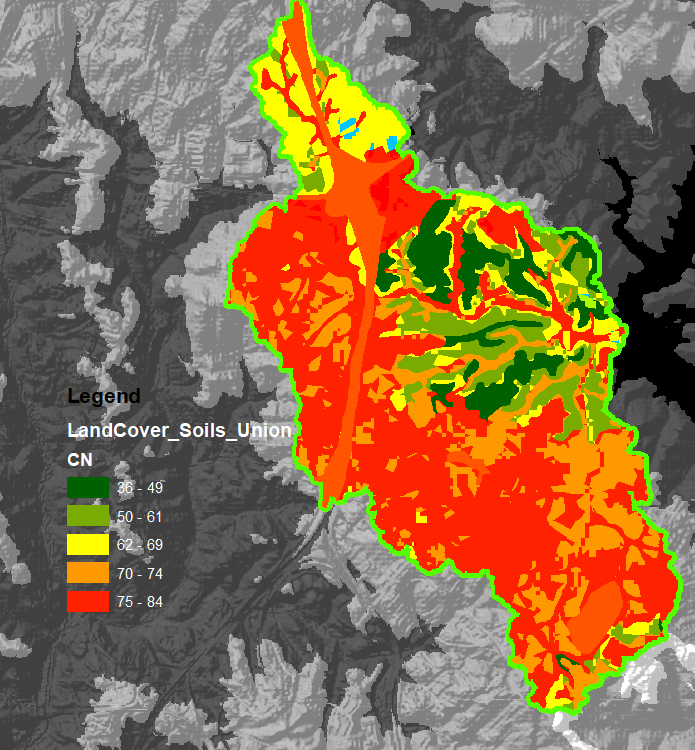 Legend
LandCover_Soils_Union
CN
36 - 49
50 - 61
62 - 69
70 - 74
75 - 84